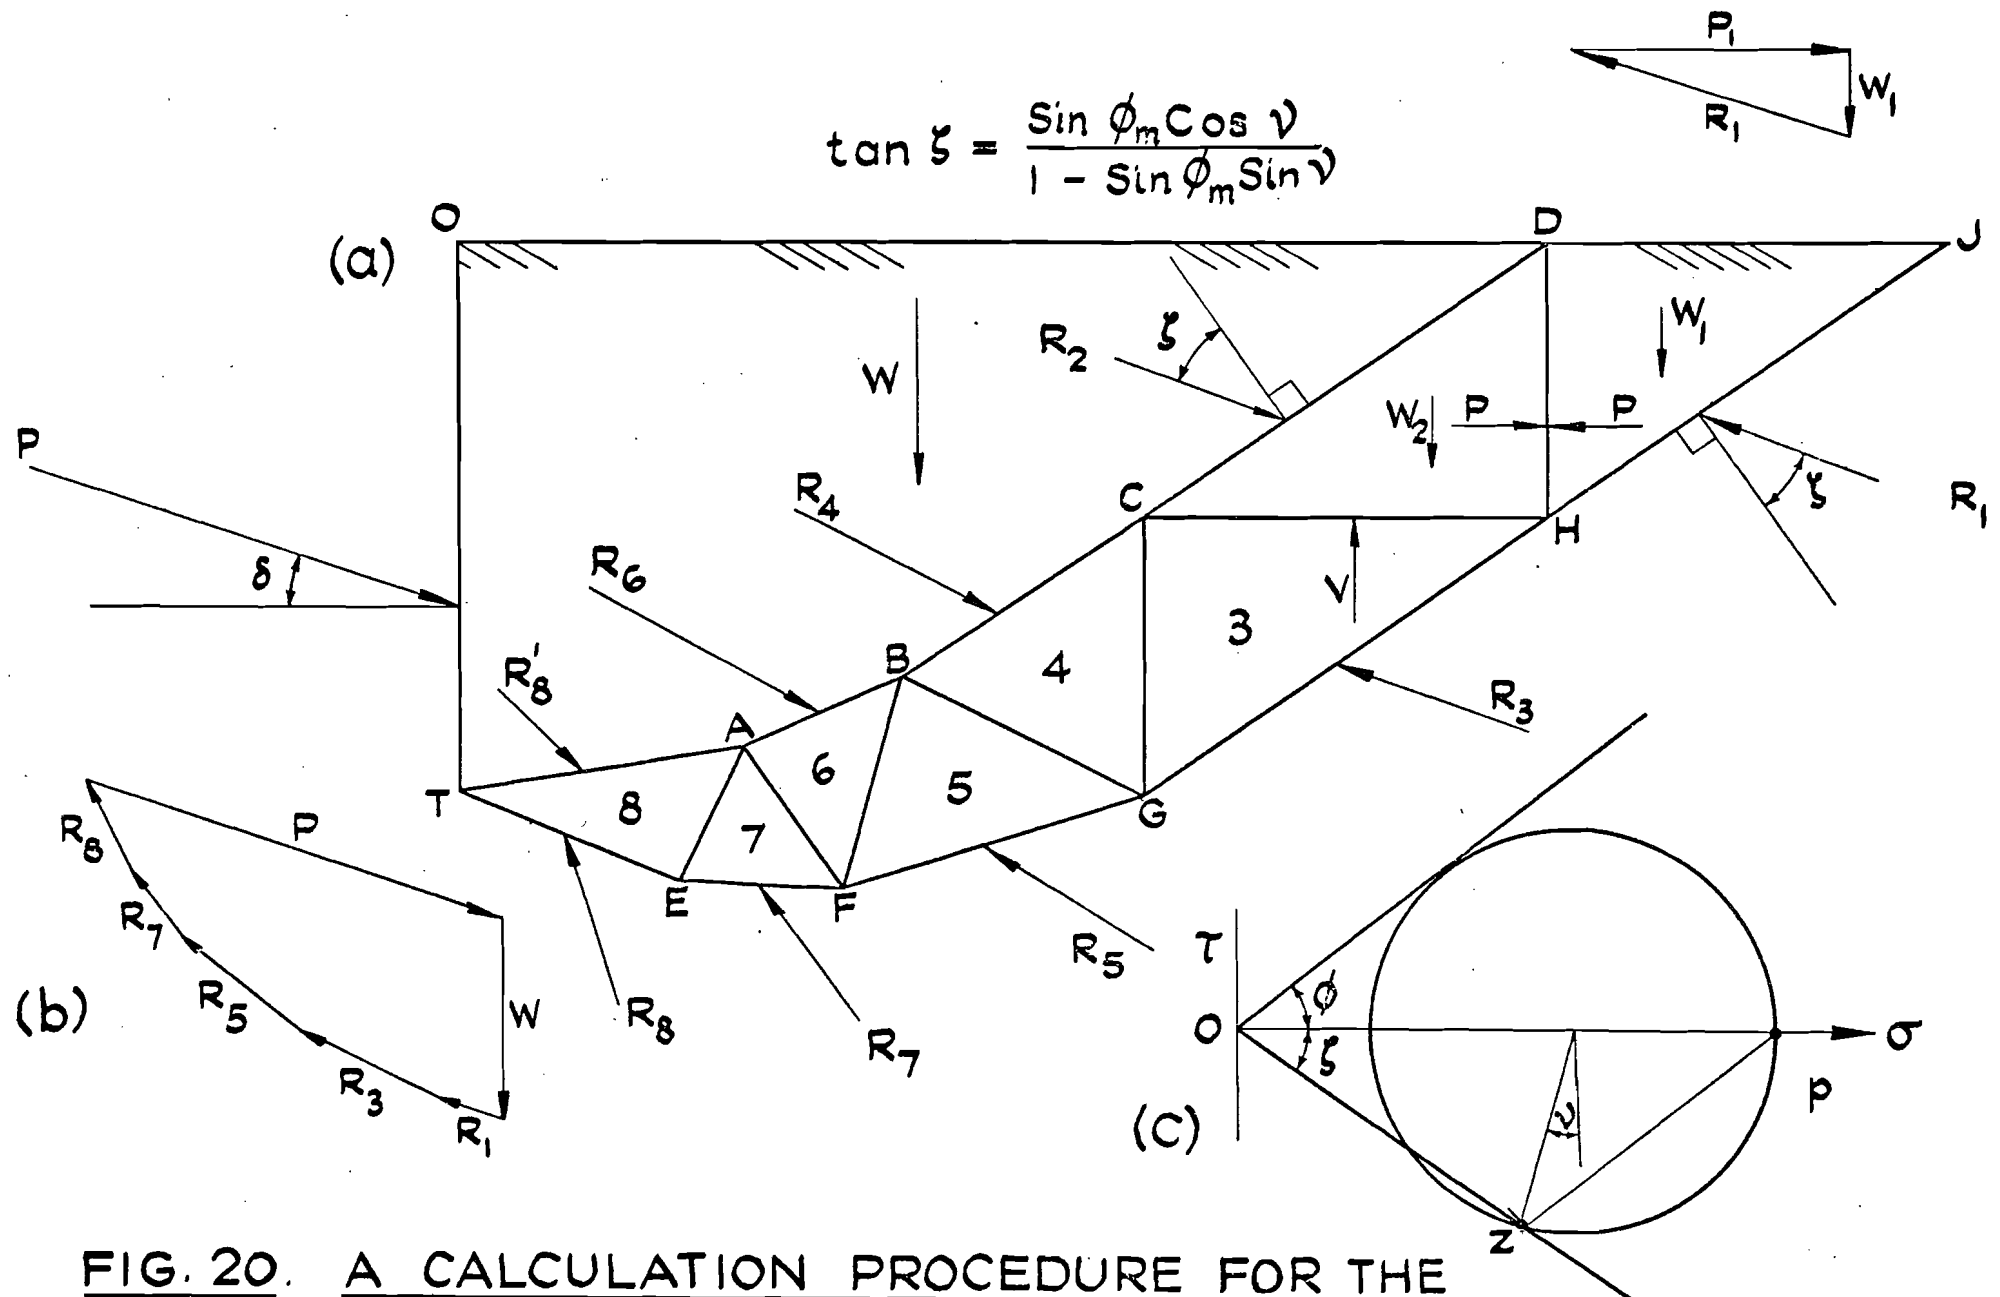 P₁
W₁
R₁
tan ζ = Sin ϕₘ Cos ν / 1 - Sin ϕₘ Sin ν
(a)
O
D
J
W
R₂
ζ
W₁
W₂
P
P
P
δ
R₄
C
H
ζ
R₁
R₆
V
3
R'₈
B
4
R₃
A
6
5
T
8
7
G
E
F
R₅
R₈
R₇
(b)
P
R₈
R₇
R₅
R₃
R₁
W
(c)
τ
O
ϕ
ζ
σ
p
ν
Z
FIG. 20. A CALCULATION PROCEDURE FOR THE